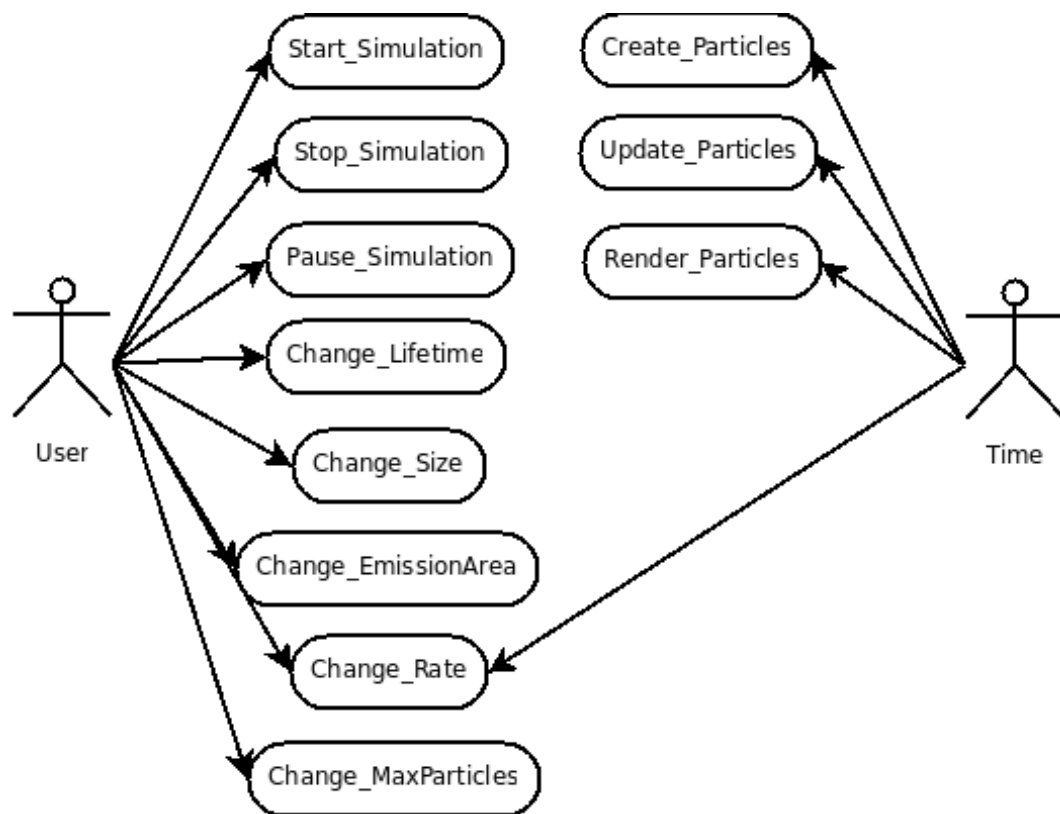 Start_Simulation
Create_Particles
Stop_Simulation
Update_Particles
Pause_Simulation
Render_Particles
Change_Lifetime
User
Time
Change_Size
Change_EmissionArea
Change_Rate
Change_MaxParticles